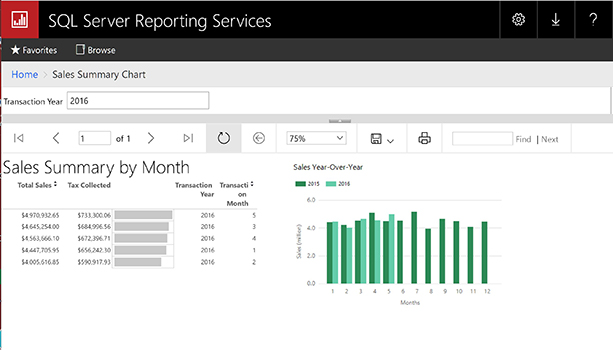 SQL Server Reporting Services
?
Favorites Browse
Home > Sales Summary Chart
Transaction Year 2016
1 of 1 75% Find | Next
Sales Summary by Month
Total Sales Tax Collected Transaction Year Transacti on Month
$4,970,932.65 $733,300.06 2016 5
$4,645,254.00 $684,996.56 2016 3
$4,563,666.10 $672,396.71 2016 4
$4,447,705.95 $656,242.30 2016 1
$4,005,616.85 $590,917.93 2016 2
Sales Year-Over-Year
2015 2016
Sales (million)
6.0
4.0
2.0
0.0
1 2 3 4 5 6 7 8 9 10 11 12
Months